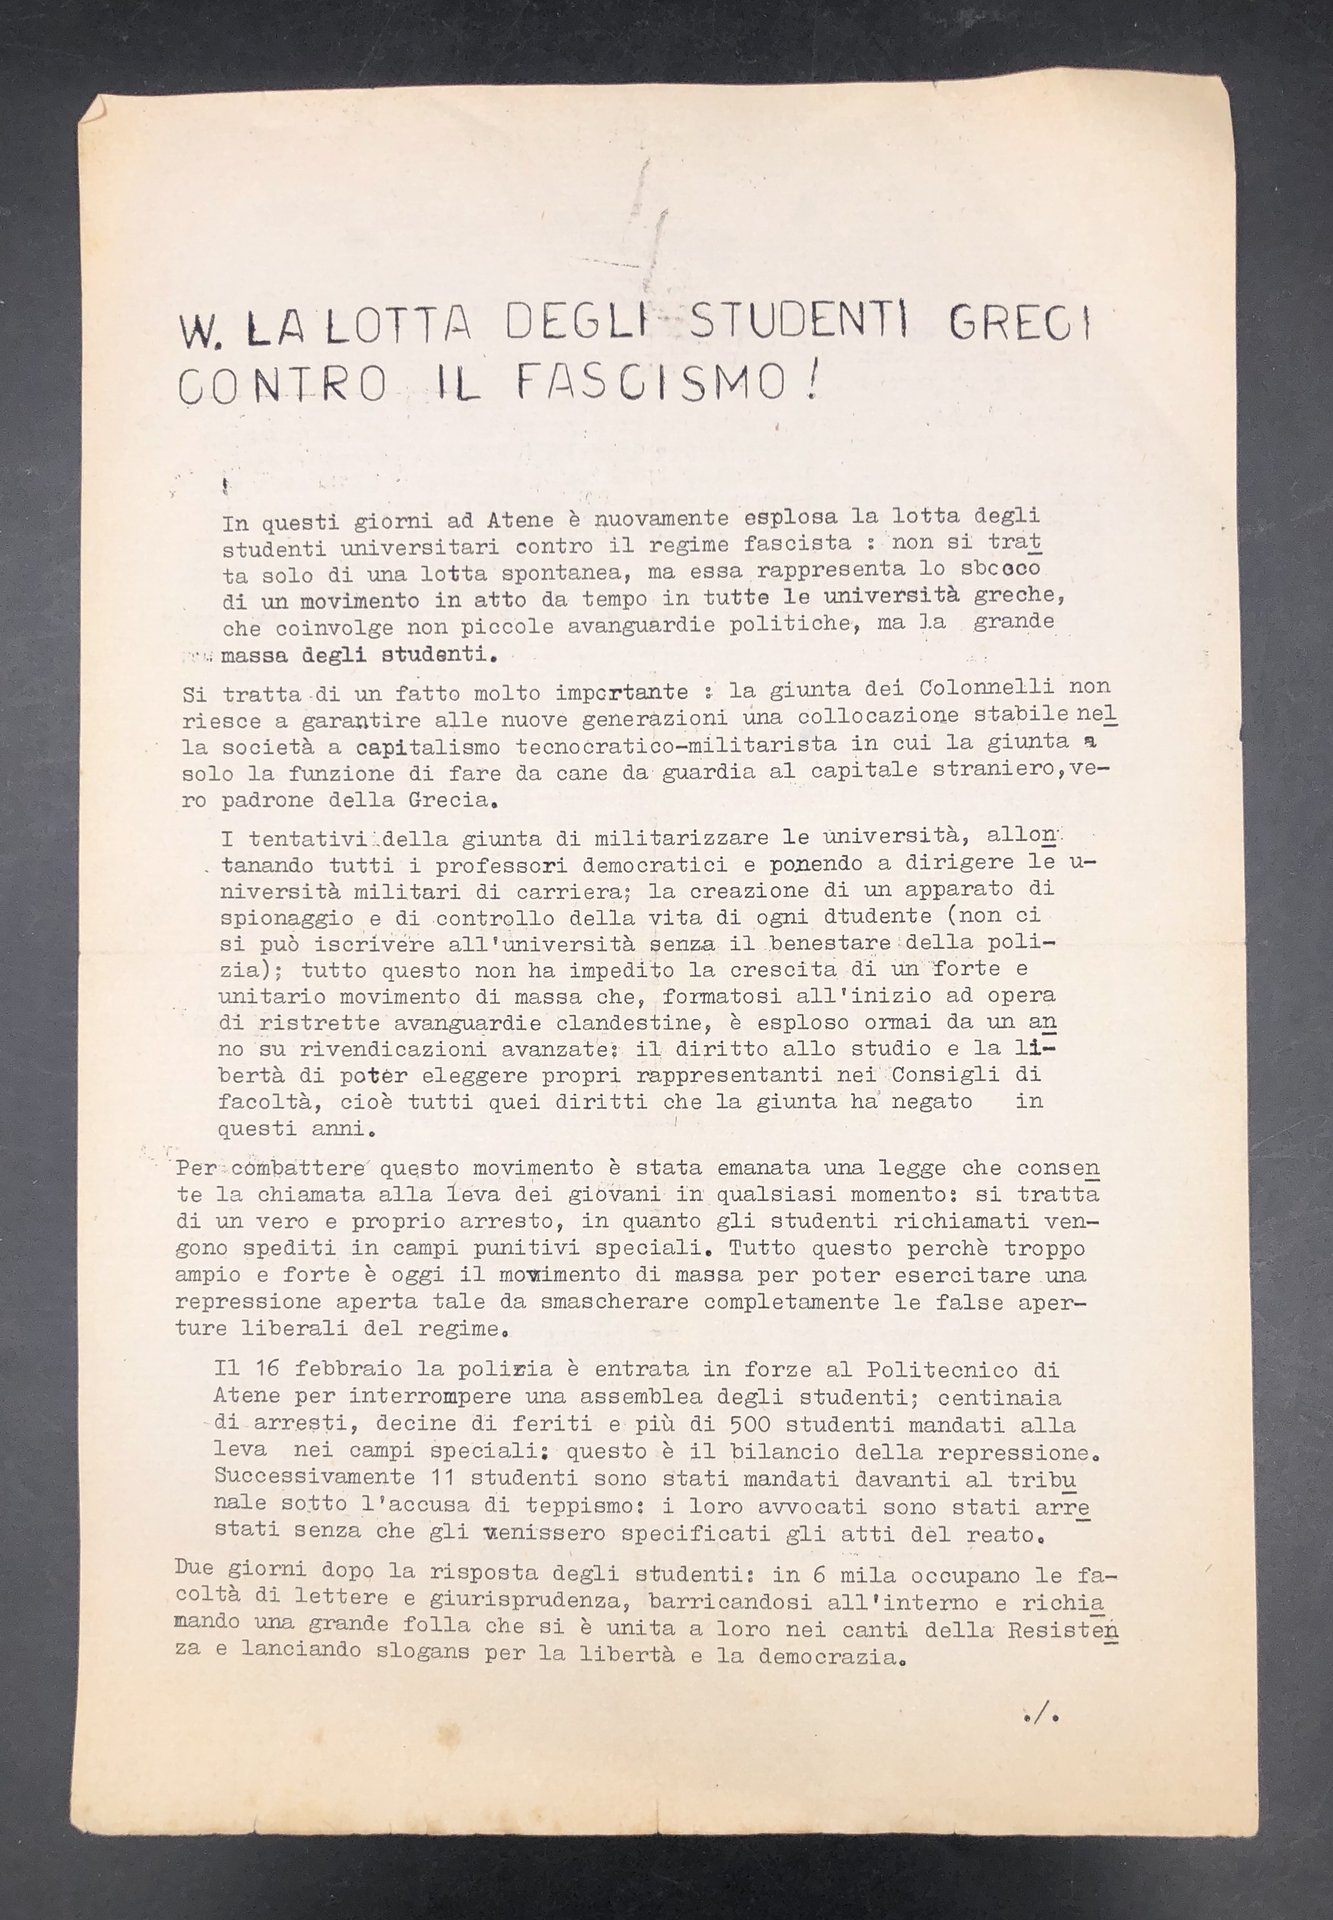 W. LA LOTTA DEGLI STUDENTI GRECI
CONTRO IL FASCISMO!
In questi giorni ad Atene è nuovamente esplosa la lotta degli
studenti universitari contro il regime fascista : non si trat
ta solo di una lotta spontanea, ma essa rappresenta lo sbcoco
di un movimento in atto da tempo in tutte le università greche,
che coinvolge non piccole avanguardie politiche, ma la grande
massa degli studenti.
Si tratta di un fatto molto importante : la giunta dei Colonnelli non
riesce a garantire alle nuove generazioni una collocazione stabile nel
la società a capitalismo tecnocratico-militarista in cui la giunta a
solo la funzione di fare da cane da guardia al capitale straniero,ve-
ro padrone della Grecia.
I tentativi della giunta di militarizzare le università, allon
tanando tutti i professori democratici e ponendo a dirigere le u-
niversità militari di carriera; la creazione di un apparato di
spionaggio e di controllo della vita di ogni dtudente (non ci
si può iscrivere all'università senza il benestare della poli-
zia); tutto questo non ha impedito la crescita di un forte e
unitario movimento di massa che, formatosi all'inizio ad opera
di ristrette avanguardie clandestine, è esploso ormai da un an
no su rivendicazioni avanzate: il diritto allo studio e la li-
bertà di poter eleggere propri rappresentanti nei Consigli di
facoltà, cioè tutti quei diritti che la giunta ha negato in
questi anni.
Per combattere questo movimento è stata emanata una legge che consen
te la chiamata alla leva dei giovani in qualsiasi momento: si tratta
di un vero e proprio arresto, in quanto gli studenti richiamati ven-
gono spediti in campi punitivi speciali. Tutto questo perchè troppo
ampio e forte è oggi il movimento di massa per poter esercitare una
repressione aperta tale da smascherare completamente le false aper-
ture liberali del regime.
Il 16 febbraio la polizia è entrata in forze al Politecnico di
Atene per interrompere una assemblea degli studenti; centinaia
di arresti, decine di feriti e più di 500 studenti mandati alla
leva nei campi speciali: questo è il bilancio della repressione.
Successivamente 11 studenti sono stati mandati davanti al tribu
nale sotto l'accusa di teppismo: i loro avvocati sono stati arre
stati senza che gli venissero specificati gli atti del reato.
Due giorni dopo la risposta degli studenti: in 6 mila occupano le fa-
coltà di lettere e giurisprudenza, barricandosi all'interno e richia
mando una grande folla che si è unita a loro nei canti della Resisten
za e lanciando slogans per la libertà e la democrazia.
./.